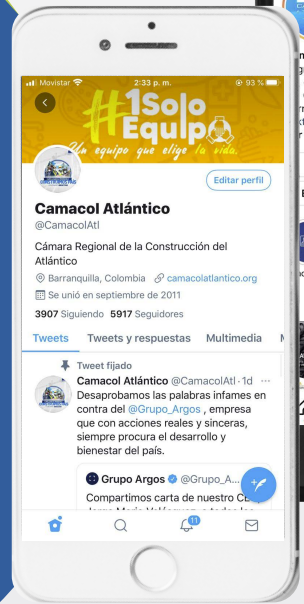 Movistar 2:33 p. m. 93 %
#1Solo
Equipo
Un equipo que elige la vida.
Editar perfil
Camacol Atlántico
@CamacolAtl
Cámara Regional de la Construcción del
Atlántico
Barranquilla, Colombia camacolatlantico.org
Se unió en septiembre de 2011
3907 Siguiendo 5917 Seguidores
Tweets Tweets y respuestas Multimedia
Tweet fijado
Camacol Atlántico @CamacolAtl · 1d
Desaprobamos las palabras infames en
contra del @Grupo_Argos , empresa
que con acciones reales y sinceras,
siempre procura el desarrollo y
bienestar del país.
Grupo Argos @Grupo_A...
Compartimos carta de nuestro CE